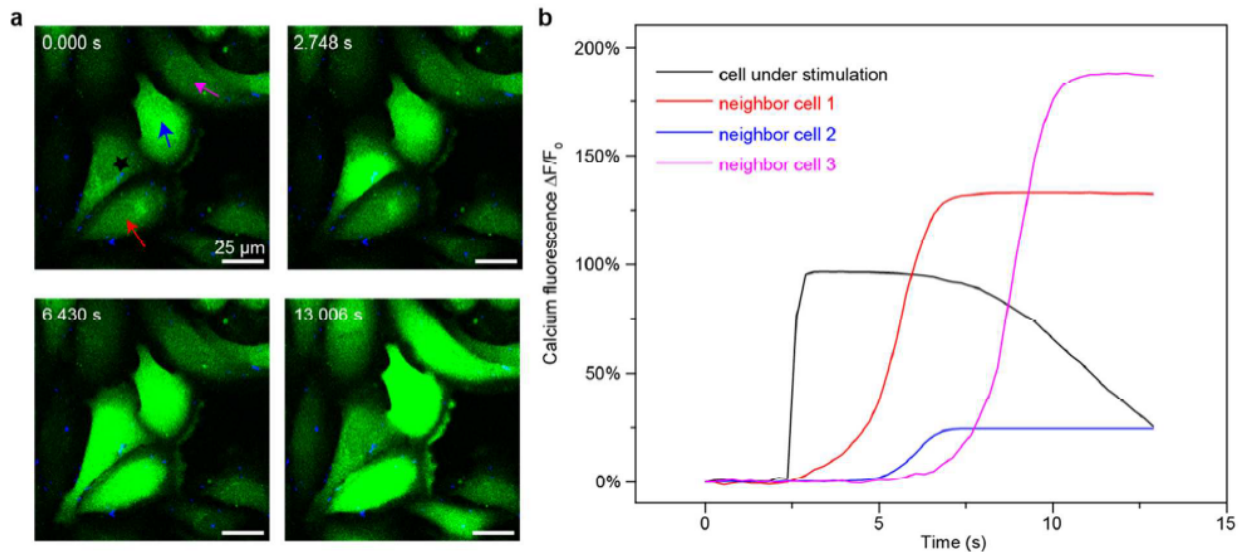 a
0.000 s
2.748 s
25 µm
6.430 s
13.006 s
b
200%
150%
100%
50%
0%
Calcium fluorescence ΔF/F0
cell under stimulation
neighbor cell 1
neighbor cell 2
neighbor cell 3
0
5
10
15
Time (s)